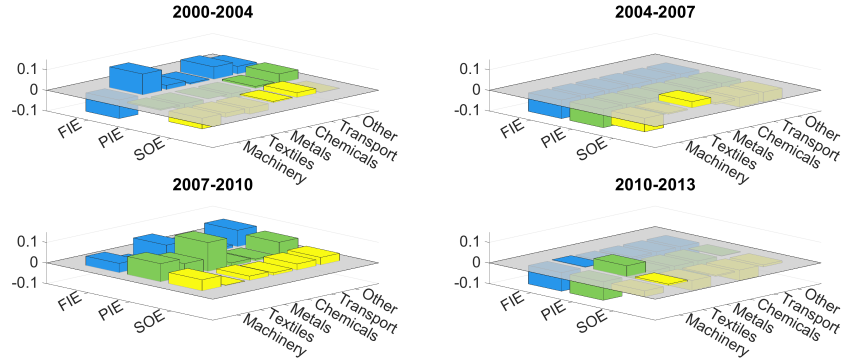 2000-2004
0.1
0
-0.1
FIE
PIE
SOE
Machinery
Textiles
Metals
Chemicals
Transport
Other
2004-2007
0.1
0
-0.1
FIE
PIE
SOE
Machinery
Textiles
Metals
Chemicals
Transport
Other
2007-2010
0.1
0
-0.1
FIE
PIE
SOE
Machinery
Textiles
Metals
Chemicals
Transport
Other
2010-2013
0.1
0
-0.1
FIE
PIE
SOE
Machinery
Textiles
Metals
Chemicals
Transport
Other